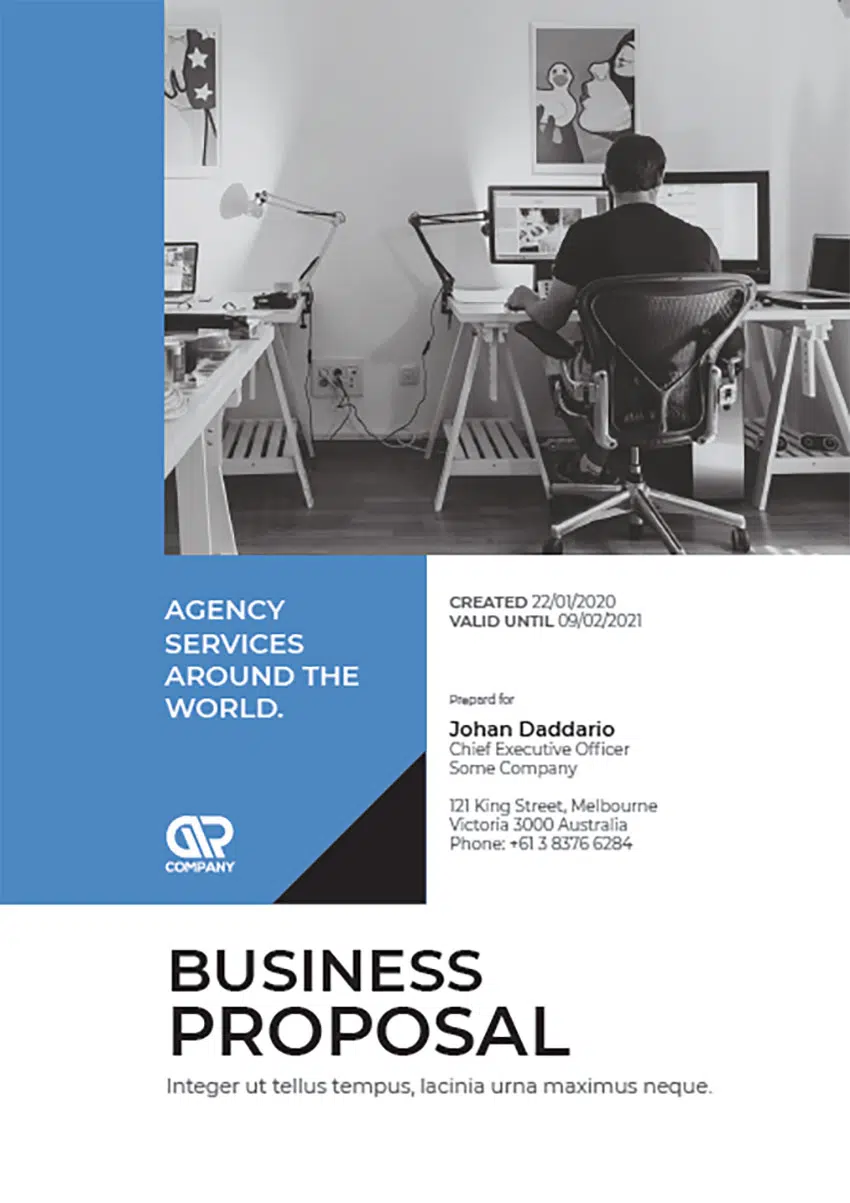 AGENCY
SERVICES
AROUND THE
WORLD.
COMPANY
CREATED 22/01/2020
VALID UNTIL 09/02/2021
Prepard for
Johan Daddario
Chief Executive Officer
Some Company
121 King Street, Melbourne
Victoria 3000 Australia
Phone: +61 3 8376 6284
BUSINESS
PROPOSAL
Integer ut tellus tempus, lacinia urna maximus neque.